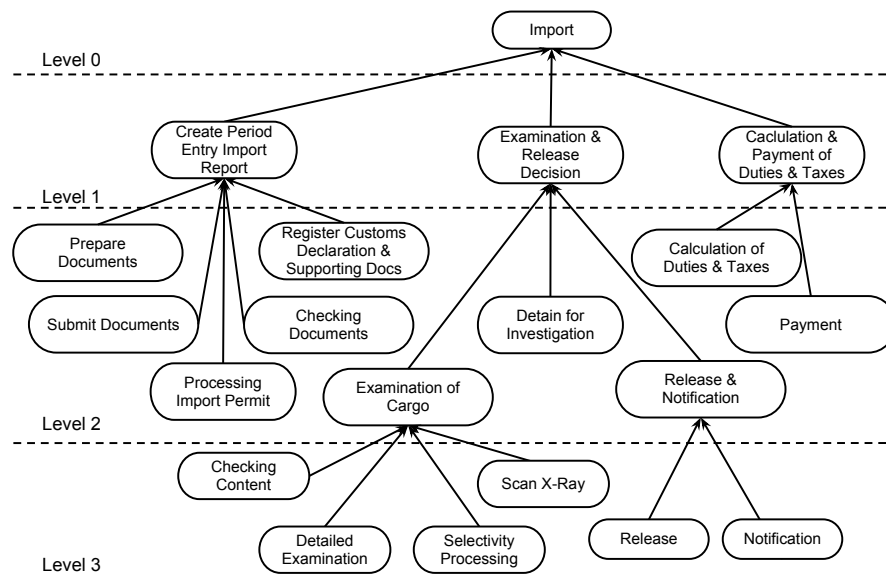 Import
Level 0
Create Period
Entry Import
Report
Examination &
Release
Decision
Caclulation &
Payment of
Duties & Taxes
Level 1
Prepare
Documents
Register Customs
Declaration &
Supporting Docs
Calculation of
Duties & Taxes
Submit Documents
Checking
Documents
Detain for
Investigation
Payment
Processing
Import Permit
Examination of
Cargo
Release &
Notification
Level 2
Checking
Content
Scan X-Ray
Detailed
Examination
Selectivity
Processing
Release
Notification
Level 3